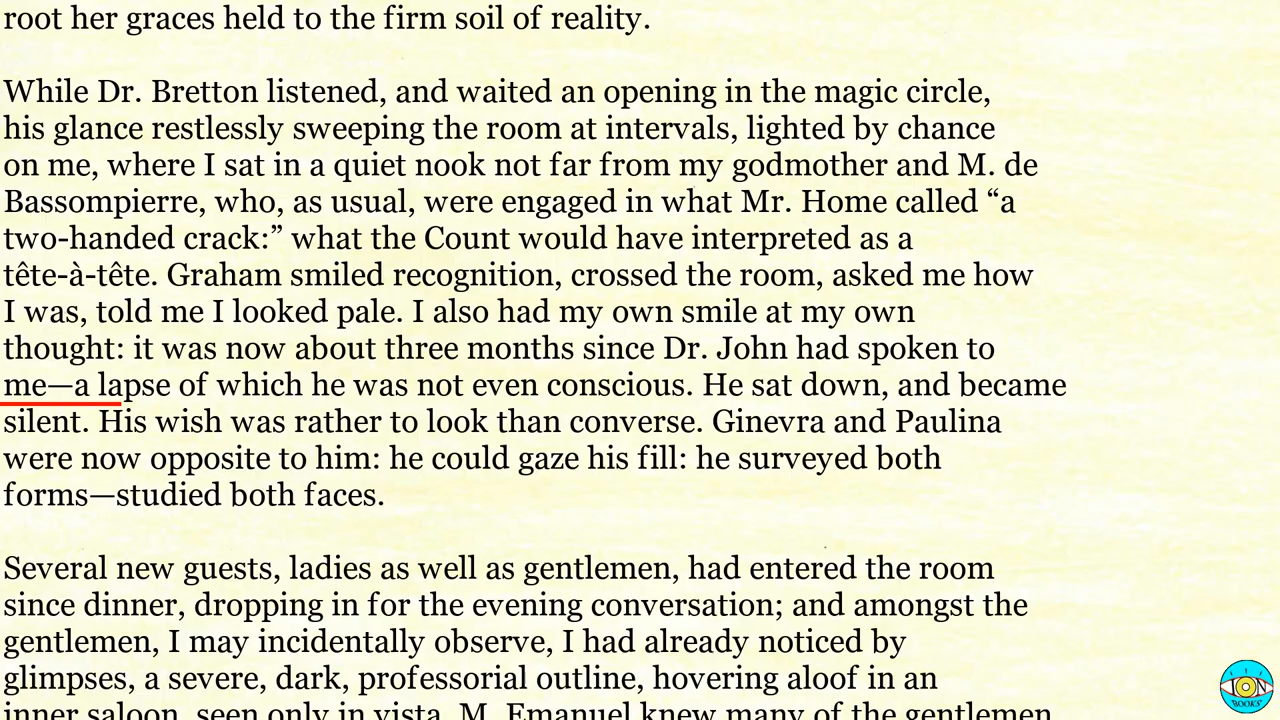 root her graces held to the firm soil of reality.
While Dr. Bretton listened, and waited an opening in the magic circle,
his glance restlessly sweeping the room at intervals, lighted by chance
on me, where I sat in a quiet nook not far from my godmother and M. de
Bassompierre, who, as usual, were engaged in what Mr. Home called “a
two-handed crack:” what the Count would have interpreted as a
tête-à-tête. Graham smiled recognition, crossed the room, asked me how
I was, told me I looked pale. I also had my own smile at my own
thought: it was now about three months since Dr. John had spoken to
me—a lapse of which he was not even conscious. He sat down, and became
silent. His wish was rather to look than converse. Ginevra and Paulina
were now opposite to him: he could gaze his fill: he surveyed both
forms—studied both faces.
Several new guests, ladies as well as gentlemen, had entered the room
since dinner, dropping in for the evening conversation; and amongst the
gentlemen, I may incidentally observe, I had already noticed by
glimpses, a severe, dark, professorial outline, hovering aloof in an
inner saloon, seen only in vista. M. Emanuel knew many of the gentlemen
ION
BOOKS